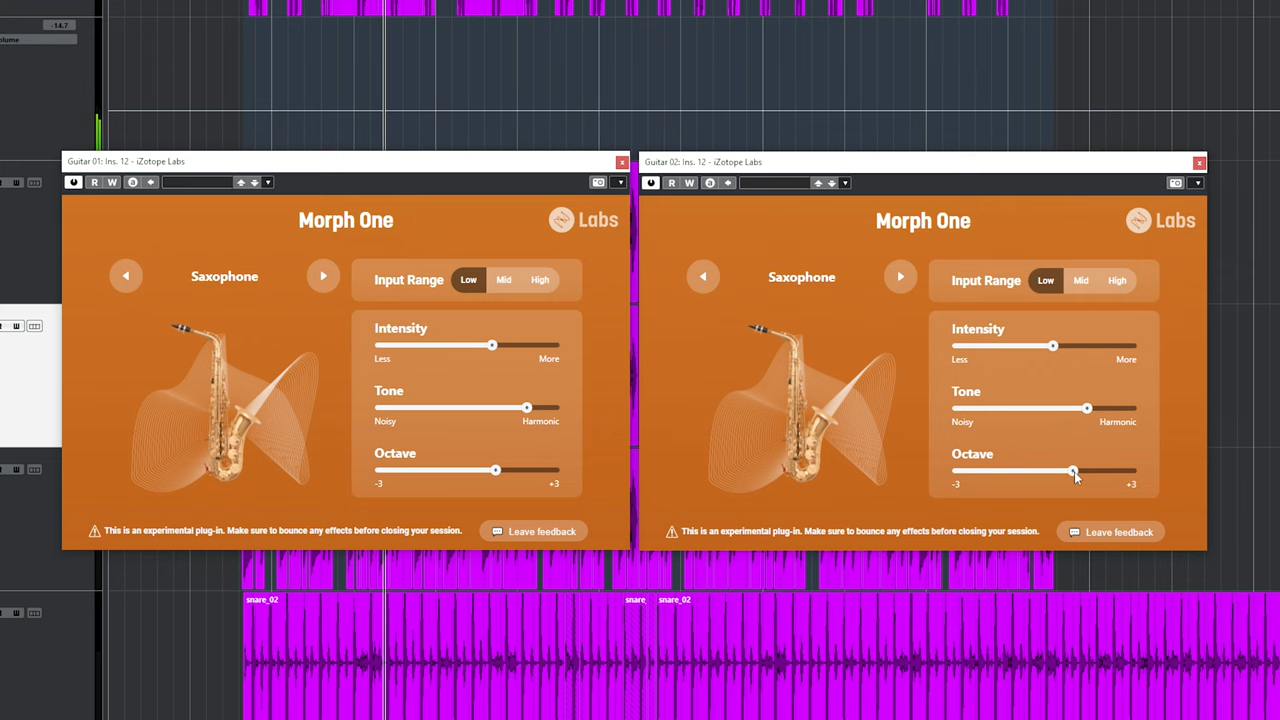 -14.7
olume
Guitar 01: Ins. 12 - iZotope Labs
R W
Morph One
Labs
Saxophone
Input Range Low Mid High
Intensity
Less More
Tone
Noisy Harmonic
Octave
-3 +3
This is an experimental plug-in. Make sure to bounce any effects before closing your session.
Leave feedback
Guitar 02: Ins. 12 - iZotope Labs
R W
Morph One
Labs
Saxophone
Input Range Low Mid High
Intensity
Less More
Tone
Noisy Harmonic
Octave
-3 +3
This is an experimental plug-in. Make sure to bounce any effects before closing your session.
Leave feedback
snare_02 snare_ snare_02